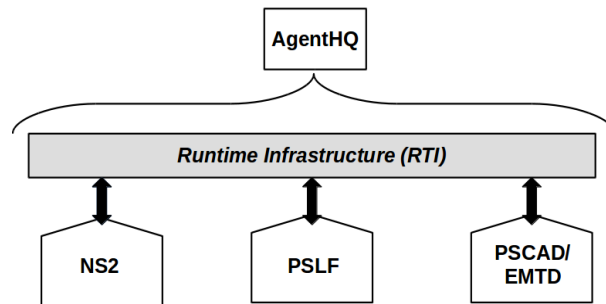 AgentHQ
Runtime Infrastructure (RTI)
NS2
PSLF
PSCAD/
EMTD